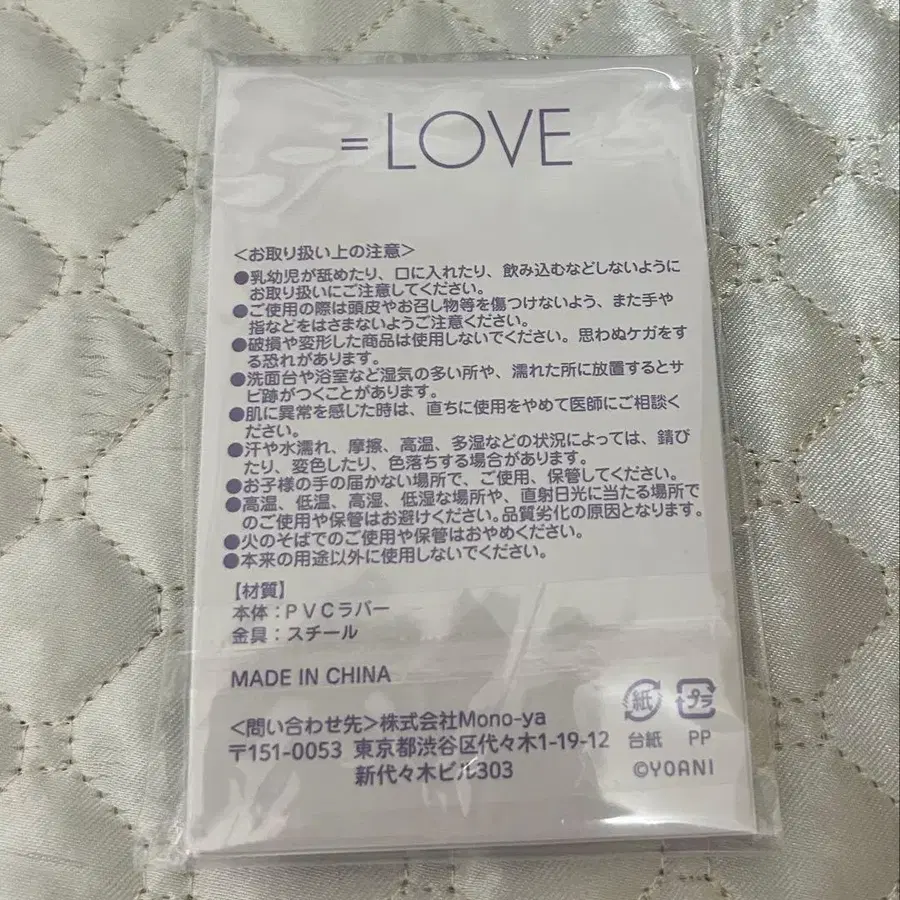 = LOVE
<お取り扱い上の注意>
●乳幼児が舐めたり、口に入れたり、飲み込むなどしないように
お取り扱いにご注意してください。
●ご使用の際は頭皮やお召し物等を傷つけないよう、また手や
指などをはさまないようご注意ください。
●破損や変形した商品は使用しないでください。思わぬケガをす
る恐れがあります。
●洗面台や浴室など湿気の多い所や、濡れた所に放置するとサ
ビ跡がつくことがあります。
●肌に異常を感じた時は、直ちに使用をやめて医師にご相談く
ださい。
●汗や水濡れ、摩擦、高温、多湿などの状況によっては、錆び
たり、変色したり、色落ちする場合があります。
●お子様の手の届かない場所で、ご使用、保管してください。
●高温、低温、高湿、低湿な場所や、直射日光に当たる場所で
のご使用や保管はお避けください。品質劣化の原因となります。
●火のそばでのご使用や保管はおやめください。
●本来の用途以外に使用しないでください。
【材質】
本体：PVCラバー
金具：スチール
MADE IN CHINA
<問い合わせ先>株式会社Mono-ya
〒151-0053 東京都渋谷区代々木1-19-12
新代々木ビル303
紙 プラ
台紙 PP
©YOANI